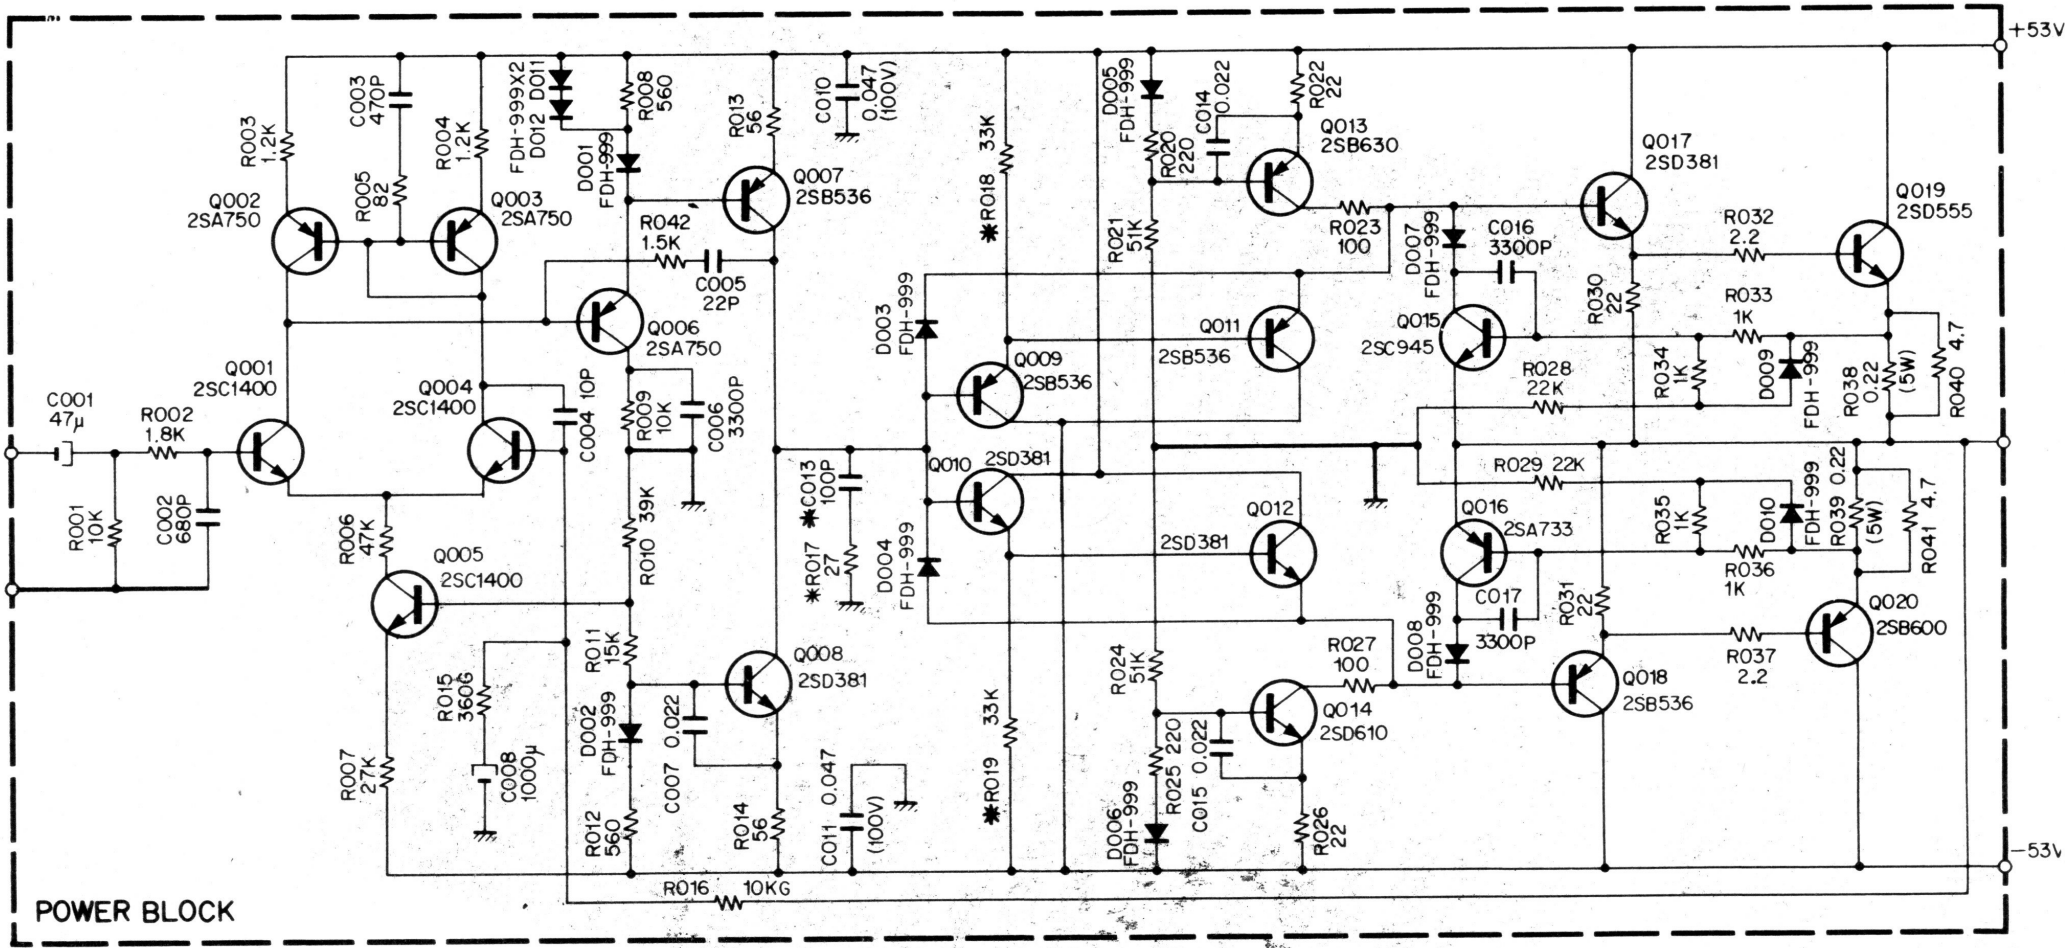 +53V
C003
470P
R003
1.2K
R004
1.2K
R005
82
FDH-999X2
D012 D011
R008
560
D001
FDH-999
R013
56
C010
0.047
(100V)
Q002
2SA750
Q003
2SA750
Q007
2SB536
R042
1.5K
C005
22P
Q006
2SA750
Q001
2SC1400
Q004
2SC1400
C004 10P
R009
10K
C006
3300P
C001
47μ
R002
1.8K
R001
10K
C002
680P
R006
47K
Q005
2SC1400
R010 39K
R011
15K
R007
27K
R015
360G
C008
1000μ
D002
FDH-999
C007 0.022
R012
560
Q008
2SD381
R014
56
C011 0.047
(100V)
R016 10KG
✱C013
100P
✱R017
27
D003
FDH-999
D004
FDH-999
✱R018 33K
✱R019 33K
Q009
2SB536
Q010 2SD381
Q011
2SB536
Q012
2SD381
D005
FDH-999
R020
220
C014
0.022
R022
22
Q013
2SB630
R021
51K
R023
100
D007
FDH-999
C016
3300P
Q017
2SD381
R032
2.2
Q019
2SD555
R030
22
R033
1K
Q015
2SC945
R028
22K
R034
1K
D009
FDH-999
R038
0.22
(5W)
R040 4.7
R029 22K
R035
1K
D010
FDH-999
R039 0.22
(5W)
R041 4.7
Q016
2SA733
R036
1K
C017
3300P
D008
FDH-999
R031
22
R024
51K
R027
100
Q014
2SD610
Q018
2SB536
R037
2.2
Q020
2SB600
R025 220
C015 0.022
D006
FDH-999
R026
22
-53V
POWER BLOCK